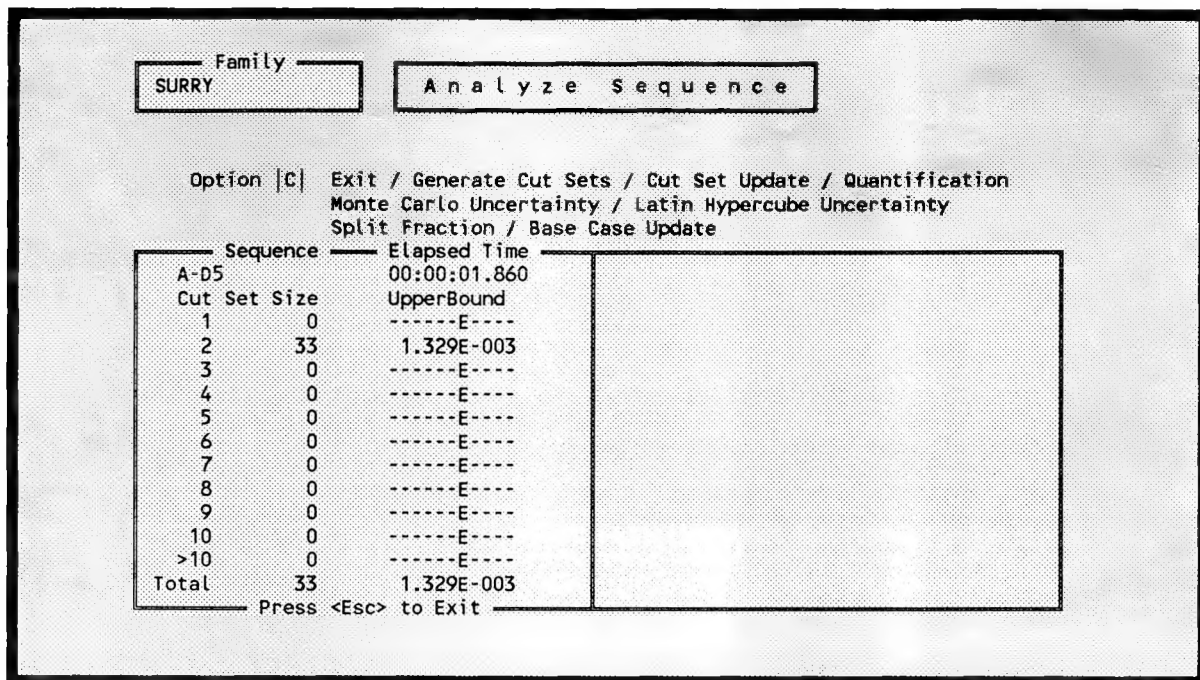 Family
SURRY
Analyze Sequence
Option |C| Exit / Generate Cut Sets / Cut Set Update / Quantification
Monte Carlo Uncertainty / Latin Hypercube Uncertainty
Split Fraction / Base Case Update
Sequence Elapsed Time
A-D5 00:00:01.860
Cut Set Size UpperBound
1 0 ------E----
2 33 1.329E-003
3 0 ------E----
4 0 ------E----
5 0 ------E----
6 0 ------E----
7 0 ------E----
8 0 ------E----
9 0 ------E----
10 0 ------E----
>10 0 ------E----
Total 33 1.329E-003
Press <Esc> to Exit